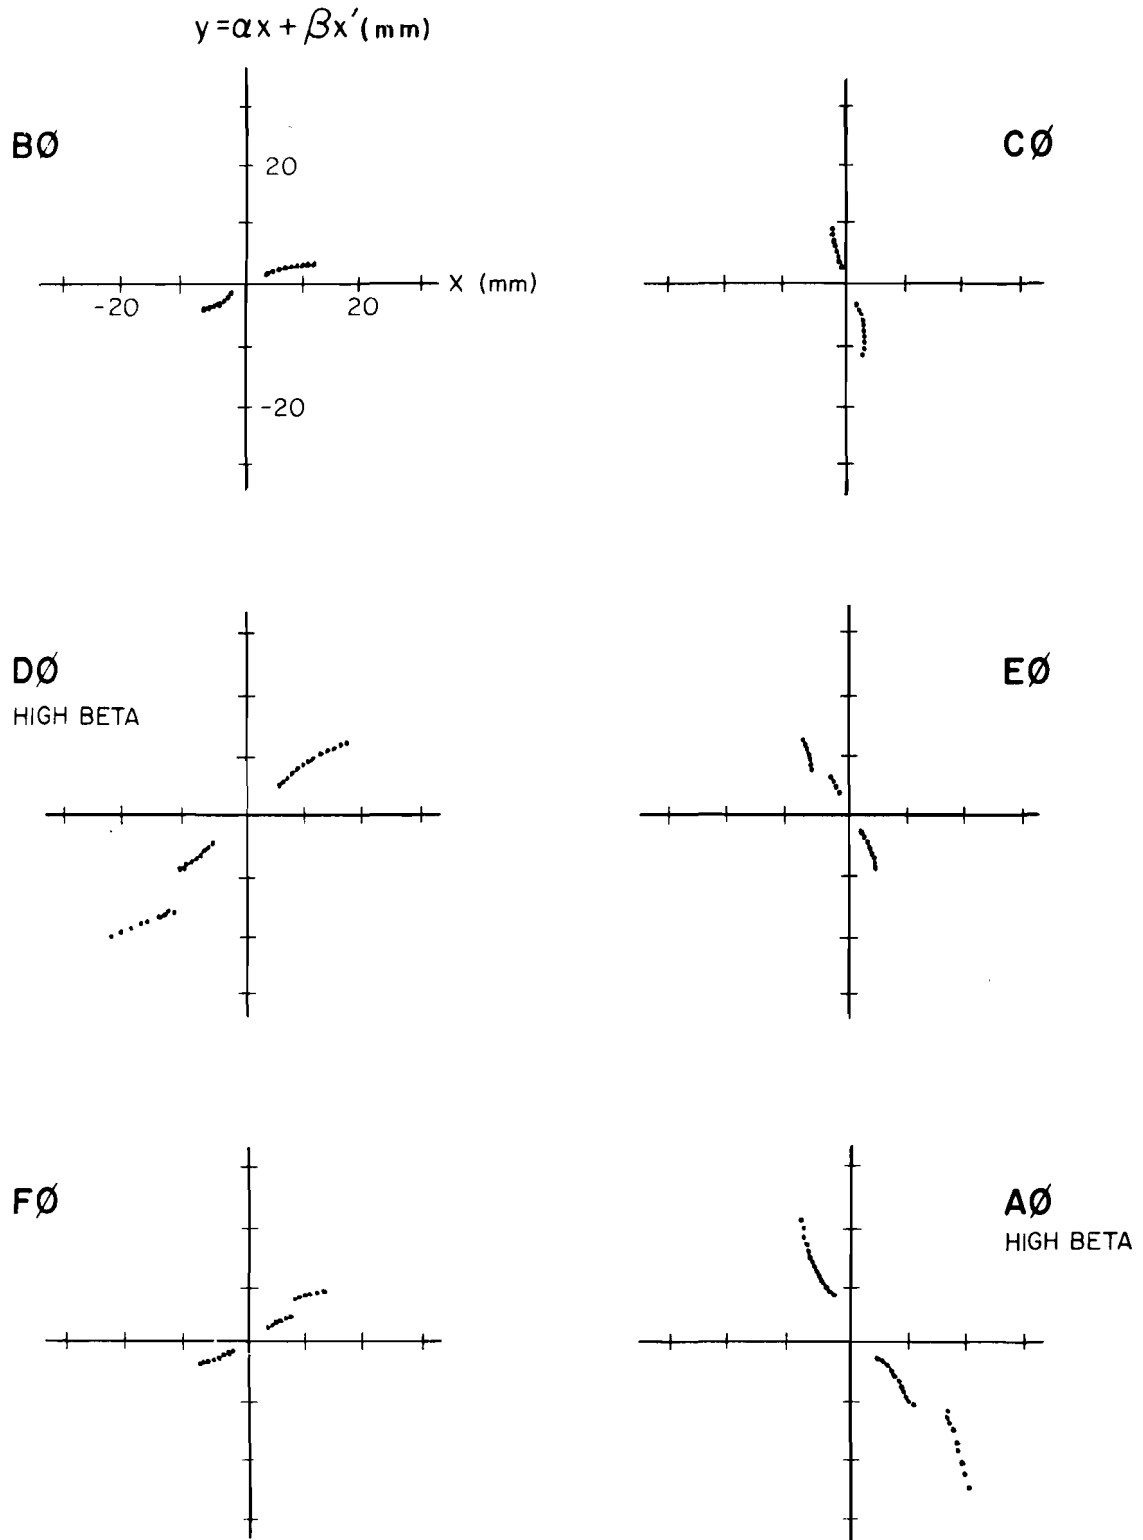 y = αx + βx′ (mm)
BØ
CØ
20
X (mm)
-20
20
-20
DØ
HIGH BETA
EØ
FØ
AØ
HIGH BETA